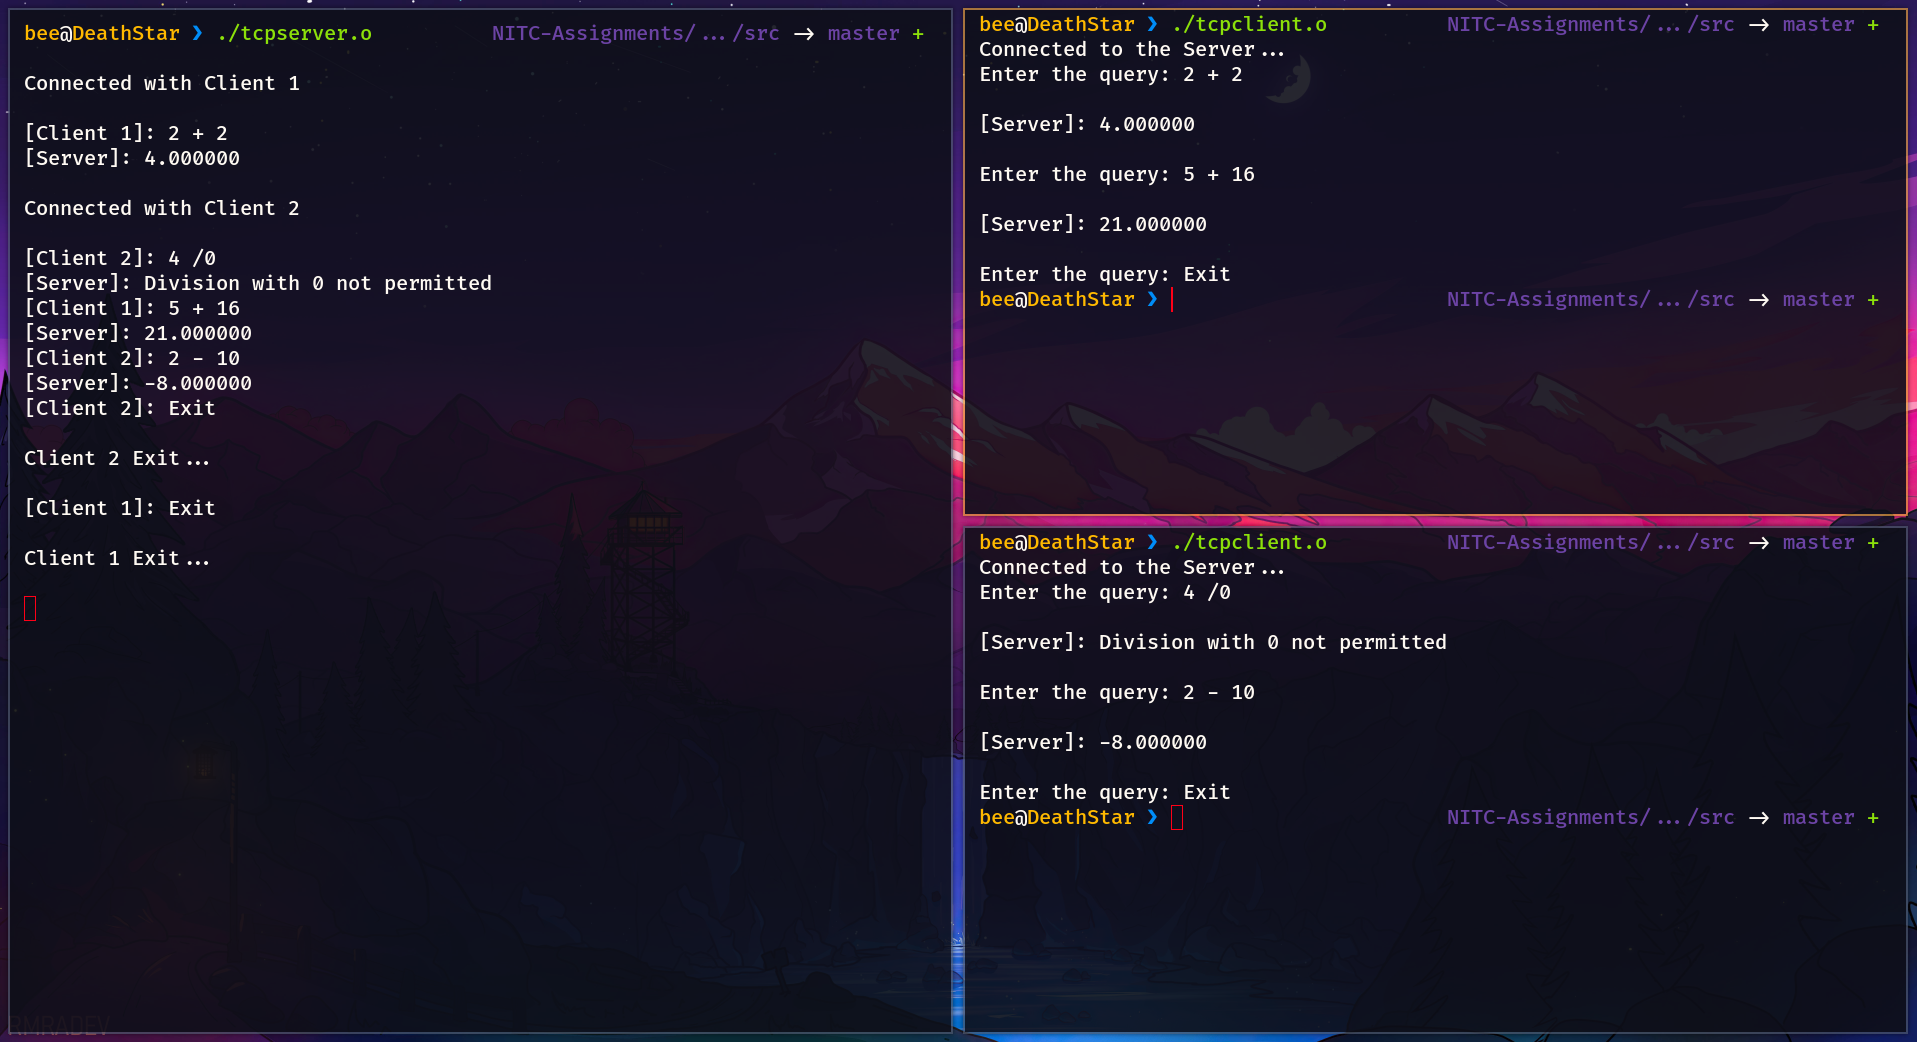 bee@DeathStar ❯ ./tcpserver.o NITC-Assignments/.../src → master +
Connected with Client 1
[Client 1]: 2 + 2
[Server]: 4.000000
Connected with Client 2
[Client 2]: 4 /0
[Server]: Division with 0 not permitted
[Client 1]: 5 + 16
[Server]: 21.000000
[Client 2]: 2 - 10
[Server]: -8.000000
[Client 2]: Exit
Client 2 Exit...
[Client 1]: Exit
Client 1 Exit...
RMRADEV
bee@DeathStar ❯ ./tcpclient.o NITC-Assignments/.../src → master +
Connected to the Server...
Enter the query: 2 + 2
[Server]: 4.000000
Enter the query: 5 + 16
[Server]: 21.000000
Enter the query: Exit
bee@DeathStar ❯ NITC-Assignments/.../src → master +
bee@DeathStar ❯ ./tcpclient.o NITC-Assignments/.../src → master +
Connected to the Server...
Enter the query: 4 /0
[Server]: Division with 0 not permitted
Enter the query: 2 - 10
[Server]: -8.000000
Enter the query: Exit
bee@DeathStar ❯ NITC-Assignments/.../src → master +